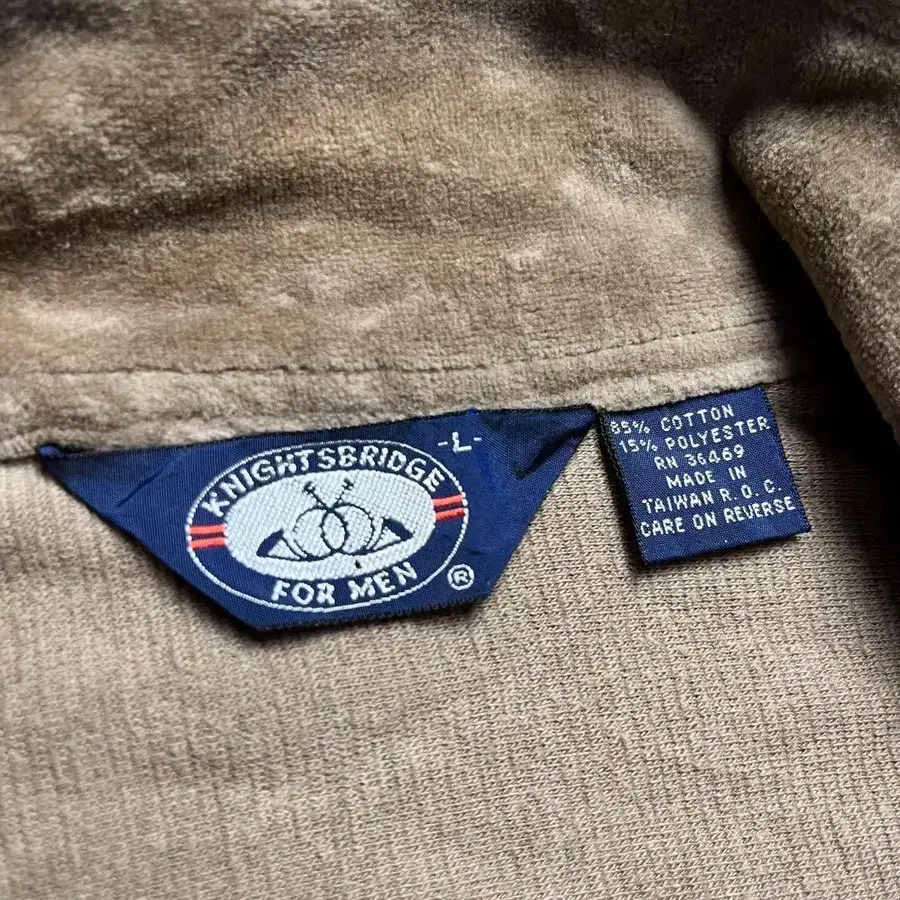 -L-
KNIGHTSBRIDGE
FOR MEN
®
85% COTTON
15% POLYESTER
RN 36469
MADE IN
TAIWAN R.O.C.
CARE ON REVERSE